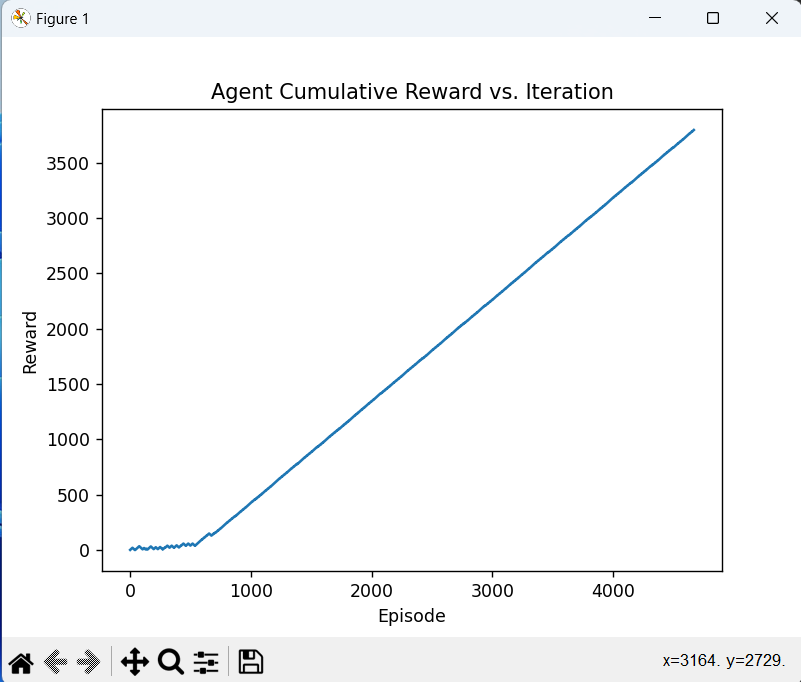 Figure 1
Agent Cumulative Reward vs. Iteration
3500
3000
2500
2000
1500
1000
500
0
Reward
0 1000 2000 3000 4000
Episode
x=3164. y=2729.